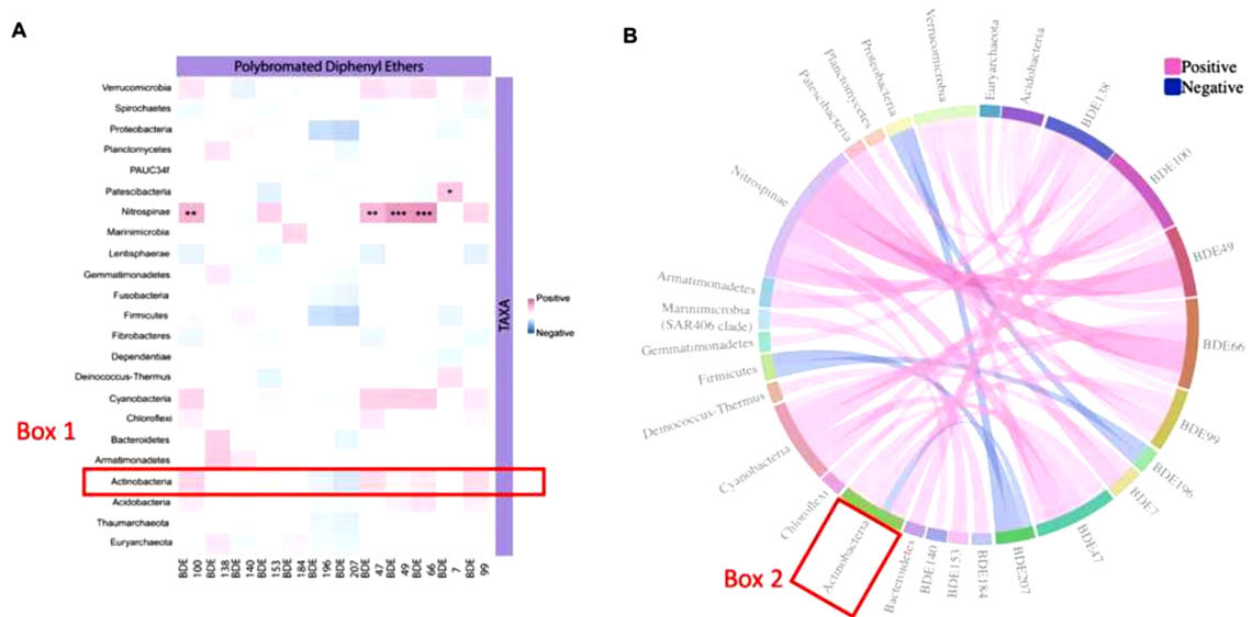 A
Polybromated Diphenyl Ethers
Verrucomicrobia
Spirochaetes
Proteobacteria
Planctomycetes
PAUC34f
Patescibacteria
*
Nitrospinae
**
**
***
***
Marinimicrobia
Lentisphaerae
Gemmatimonadetes
Fusobacteria
Firmicutes
Fibrobacteres
Dependentiae
Deinococcus-Thermus
Cyanobacteria
Chloroflexi
Bacteroidetes
Armatimonadetes
Actinobacteria
Acidobacteria
Thaumarchaeota
Euryarchaeota
TAXA
Positive
Negative
Box 1
BDE 100
BDE 138
BDE 140
BDE 153
BDE 184
BDE 196
BDE 207
BDE 47
BDE 49
BDE 66
BDE 7
BDE 99
B
Positive
Negative
Patescibacteria
Planctomycetes
Proteobacteria
Verrucomicrobia
Euryarchaeota
Acidobacteria
BDE138
BDE100
BDE49
BDE66
BDE99
BDE196
BDE7
BDE47
BDE207
BDE184
BDE153
BDE140
Bacteroidetes
Actinobacteria
Chloroflexi
Cyanobacteria
Deinococcus-Thermus
Firmicutes
Gemmatimonadetes
Marinimicrobia
(SAR406 clade)
Armatimonadetes
Nitrospinae
Box 2